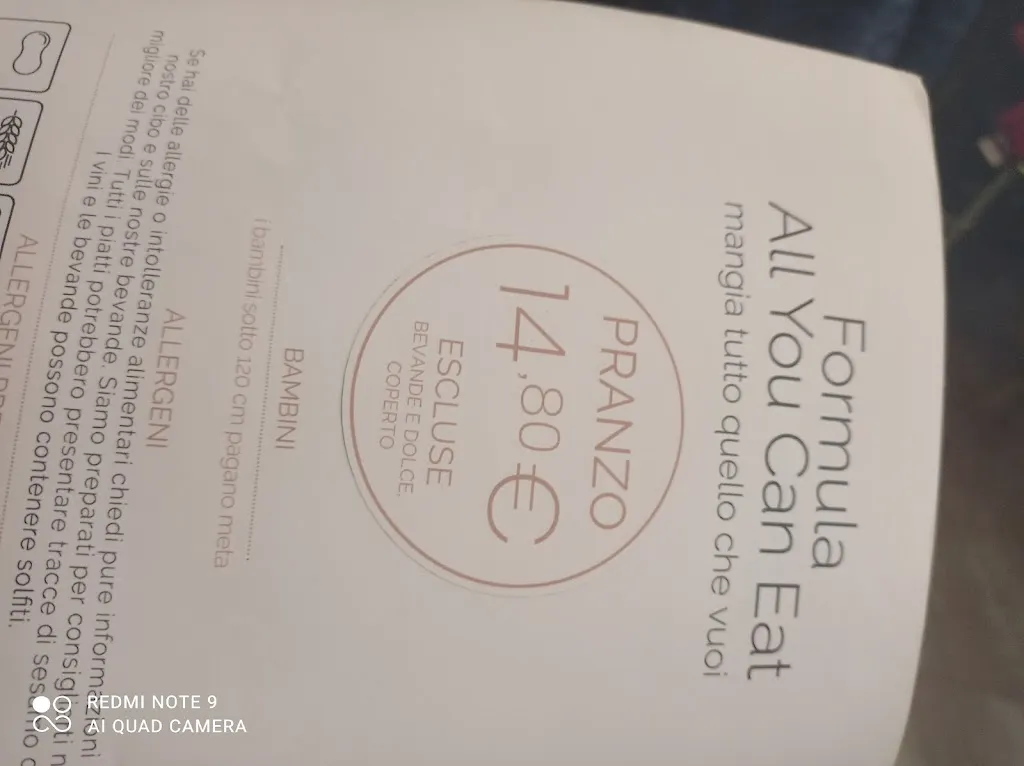 Formula
All You Can Eat
mangia tutto quello che vuoi
PRANZO
14,80 €
ESCLUSE
BEVANDE E DOLCE,
COPERTO
BAMBINI
i bambini sotto 120 cm pagano metà
ALLERGENI
Se hai delle allergie o intolleranze alimentari chiedi pure informazioni
nostro cibo e sulle nostre bevande. Siamo preparati per consigliarti n
migliore dei modi. Tutti i piatti potrebbero presentare tracce di sesamo
I vini e le bevande possono contenere solfiti.
ALLERGENI
REDMI NOTE 9
AI QUAD CAMERA